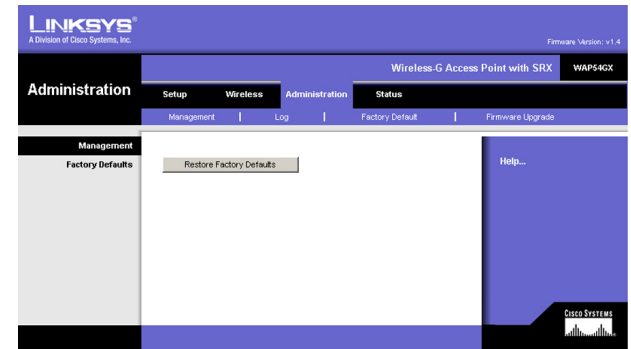 LINKSYS®
A Division of Cisco Systems, Inc.
Firmware Version: v1.4
Wireless-G Access Point with SRX WAP54GX
Administration
Setup Wireless Administration Status
Management | Log | Factory Default | Firmware Upgrade
Management
Factory Defaults
Restore Factory Defaults
Help...
CISCO SYSTEMS